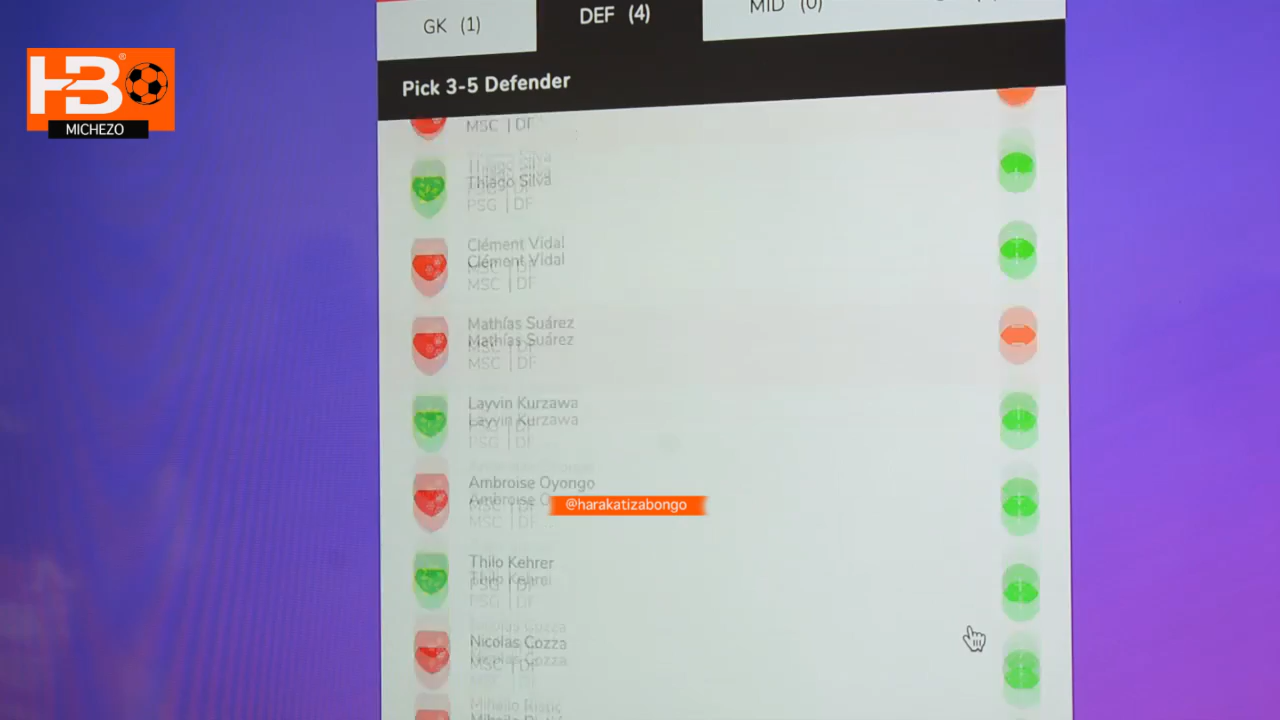 HB®
MICHEZO
GK (1)
DEF (4)
MID (0)
Pick 3-5 Defender
MSC | DF
Thiago Silva
PSG | DF
Clément Vidal
MSC | DF
Mathías Suárez
MSC | DF
Layvin Kurzawa
PSG | DF
Ambroise Oyongo
MSC | DF
@harakatizabongo
Thilo Kehrer
PSG | DF
Nicolas Cozza
MSC | DF